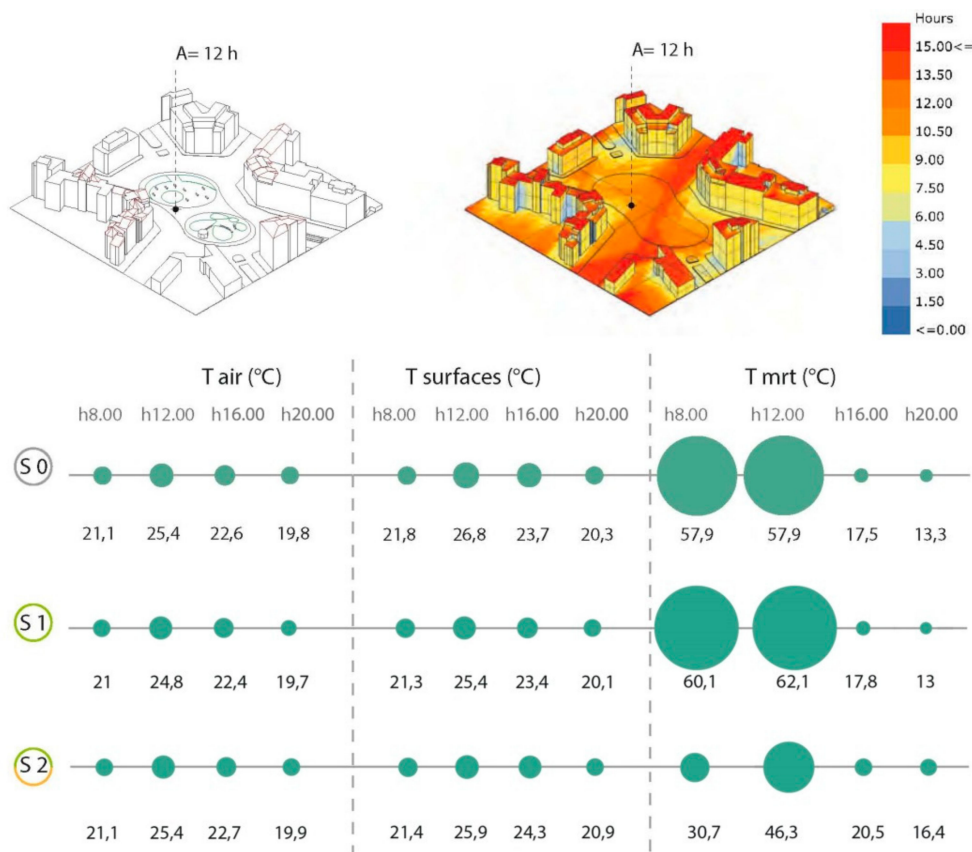 A= 12 h
A= 12 h
Hours
15.00<=
13.50
12.00
10.50
9.00
7.50
6.00
4.50
3.00
1.50
<=0.00
T air (°C) T surfaces (°C) T mrt (°C)
h8.00 h12.00 h16.00 h20.00 h8.00 h12.00 h16.00 h20.00 h8.00 h12.00 h16.00 h20.00
S 0
21,1 25,4 22,6 19,8 21,8 26,8 23,7 20,3 57,9 57,9 17,5 13,3
S 1
21 24,8 22,4 19,7 21,3 25,4 23,4 20,1 60,1 62,1 17,8 13
S 2
21,1 25,4 22,7 19,9 21,4 25,9 24,3 20,9 30,7 46,3 20,5 16,4